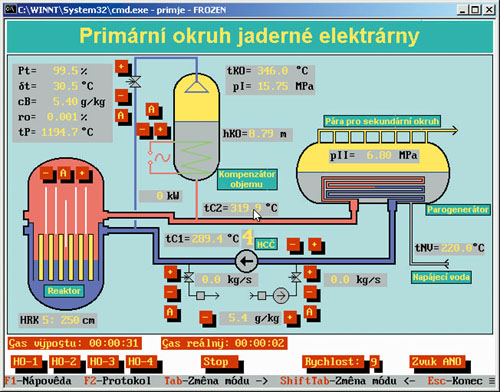 C:\WINNT\System32\cmd.exe - primje - FROZEN
Primární okruh jaderné elektrárny
Pt= 99.5 %
δt= 30.5 °C
cB= 5.40 g/kg
ro= 0.001 %
tP= 1194.7 °C
+
-
A
A
- +
tKO= 346.0 °C
pI= 15.75 MPa
hKO= 8.79 m
Kompenzátor
objemu
0 kW
Pára pro sekundární okruh
pII= 6.80 MPa
Parogenerátor
tC2= 319.9 °C
tC1= 289.4 °C
4
HCČ
- +
- A +
Reaktor
HRK 5: 250 cm
tNV= 220.0 °C
Napájecí voda
- +
0.0 kg/s
- +
0.0 kg/s
- 5.4 g/kg +
Čas výpočtu: 00:00:31
Čas reálný: 00:00:02
HO-1 HO-2 HO-3 HO-4 Stop Rychlost: 9 Zvuk ANO
F1-Nápověda F2-Protokol Tab-Změna módu -> ShiftTab-Změna módu <- Esc-Konec